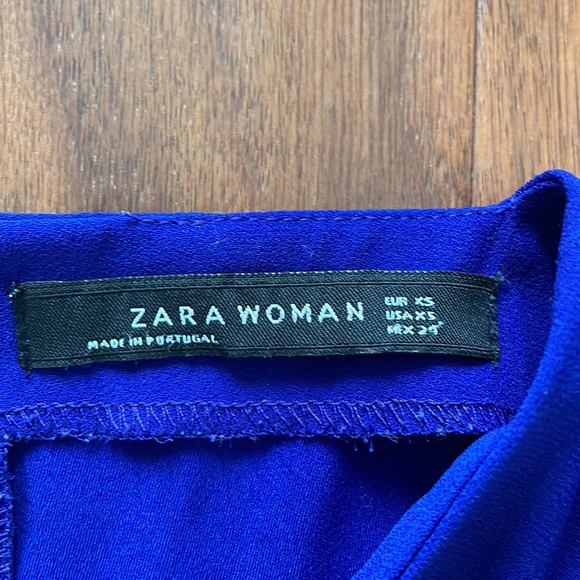 ZARA WOMAN
MADE IN PORTUGAL
EUR XS
USA XS
MEX 24"